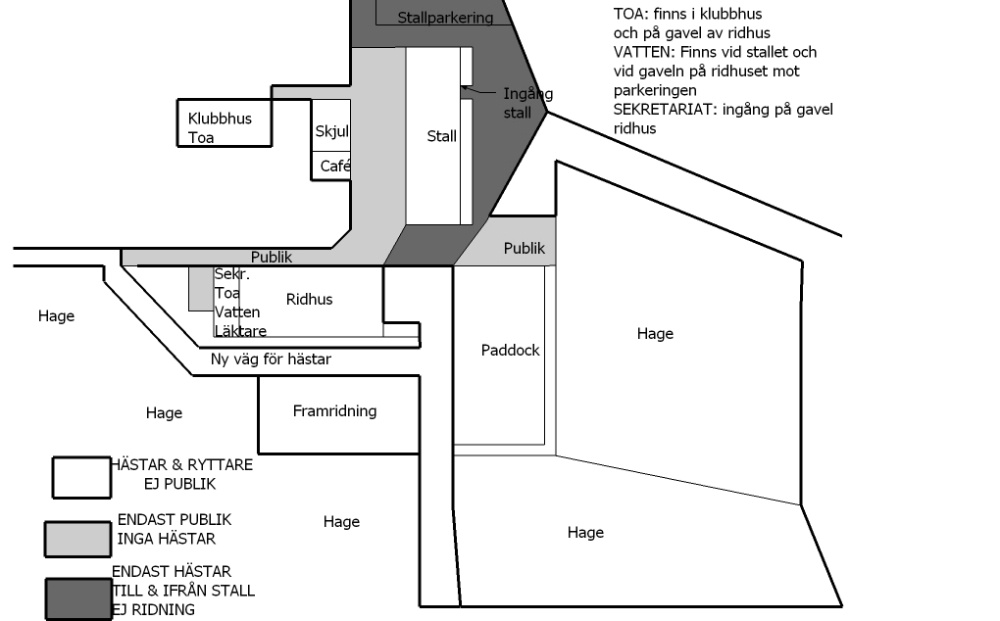 Stallparkering
TOA: finns i klubbhus
och på gavel av ridhus
VATTEN: Finns vid stallet och
vid gaveln på ridhuset mot
parkeringen
SEKRETARIAT: ingång på gavel
ridhus
Ingång
stall
Klubbhus
Toa
Skjul
Stall
Café
Publik
Publik
Sekr.
Toa
Vatten
Läktare
Ridhus
Hage
Hage
Paddock
Ny väg för hästar
Hage
Framridning
HÄSTAR & RYTTARE
EJ PUBLIK
Hage
Hage
ENDAST PUBLIK
INGA HÄSTAR
ENDAST HÄSTAR
TILL & IFRÅN STALL
EJ RIDNING